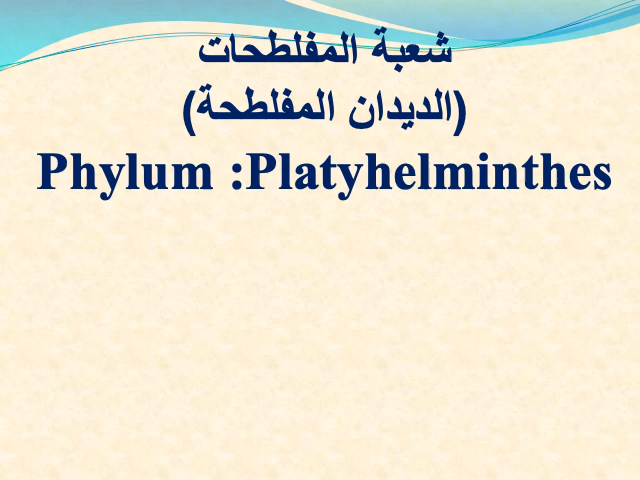 شعبة المفلطحات
(الديدان المفلطحة)
Phylum :Platyhelminthes